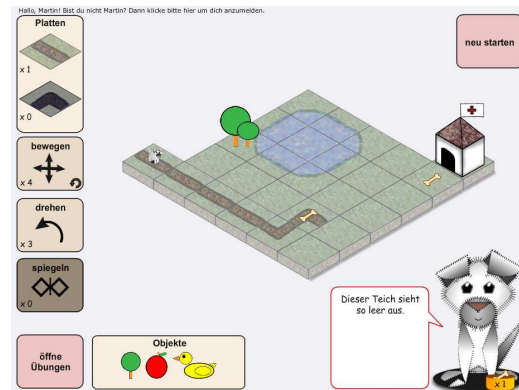 Hallo, Martin! Bist du nicht Martin? Dann klicke bitte hier um dich anzumelden.
Platten
x 1
x 0
bewegen
x 4
drehen
x 3
spiegeln
x 0
öffne
Übungen
Objekte
neu starten
Dieser Teich sieht
so leer aus.
x 1